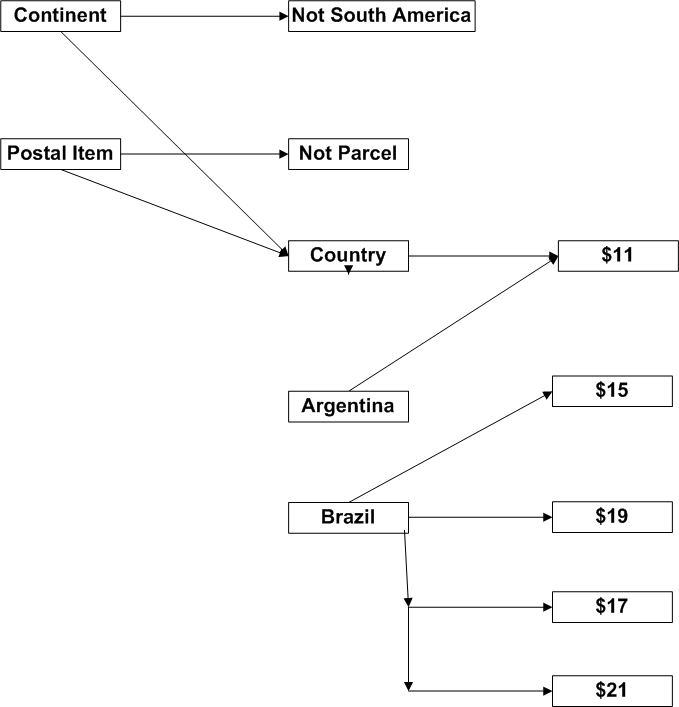 Continent
Not South America
Postal Item
Not Parcel
Country
$11
Argentina
$15
Brazil
$19
$17
$21